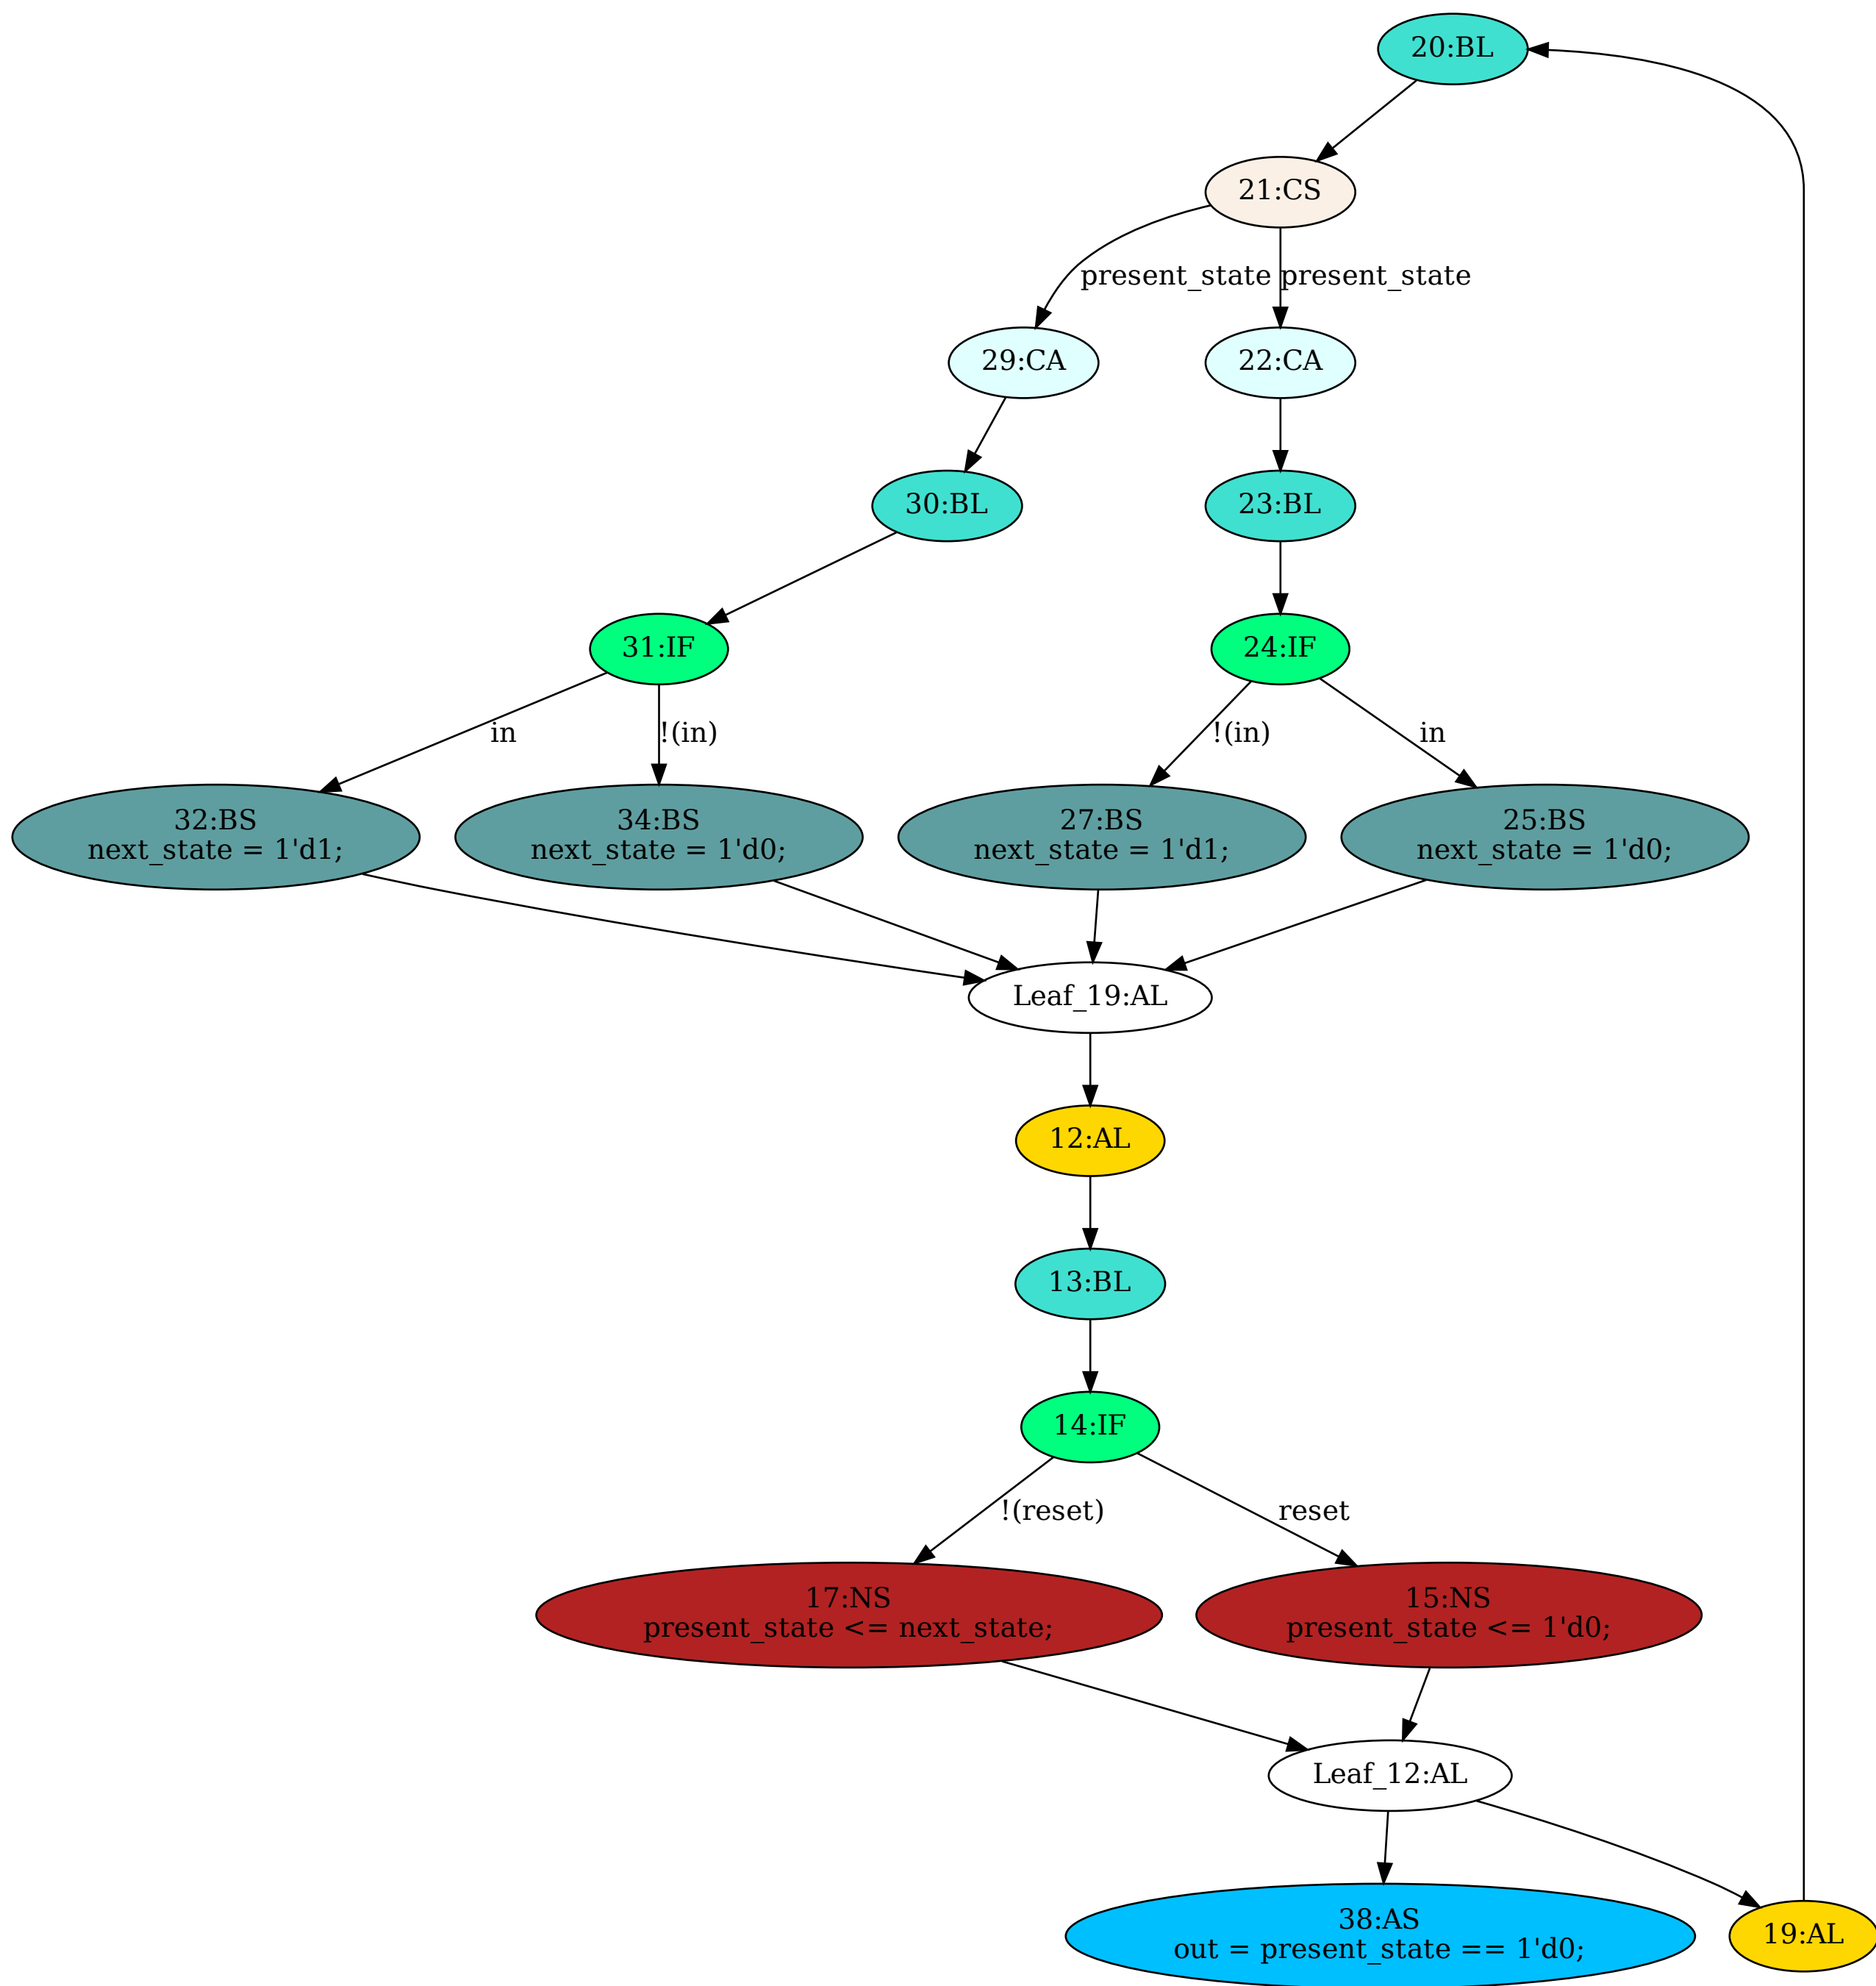 20:BL
21:CS
present_state
present_state
29:CA
22:CA
30:BL
23:BL
31:IF
24:IF
in
!(in)
!(in)
in
32:BS
next_state = 1'd1;
34:BS
next_state = 1'd0;
27:BS
next_state = 1'd1;
25:BS
next_state = 1'd0;
Leaf_19:AL
12:AL
13:BL
14:IF
!(reset)
reset
17:NS
present_state <= next_state;
15:NS
present_state <= 1'd0;
Leaf_12:AL
38:AS
out = present_state == 1'd0;
19:AL